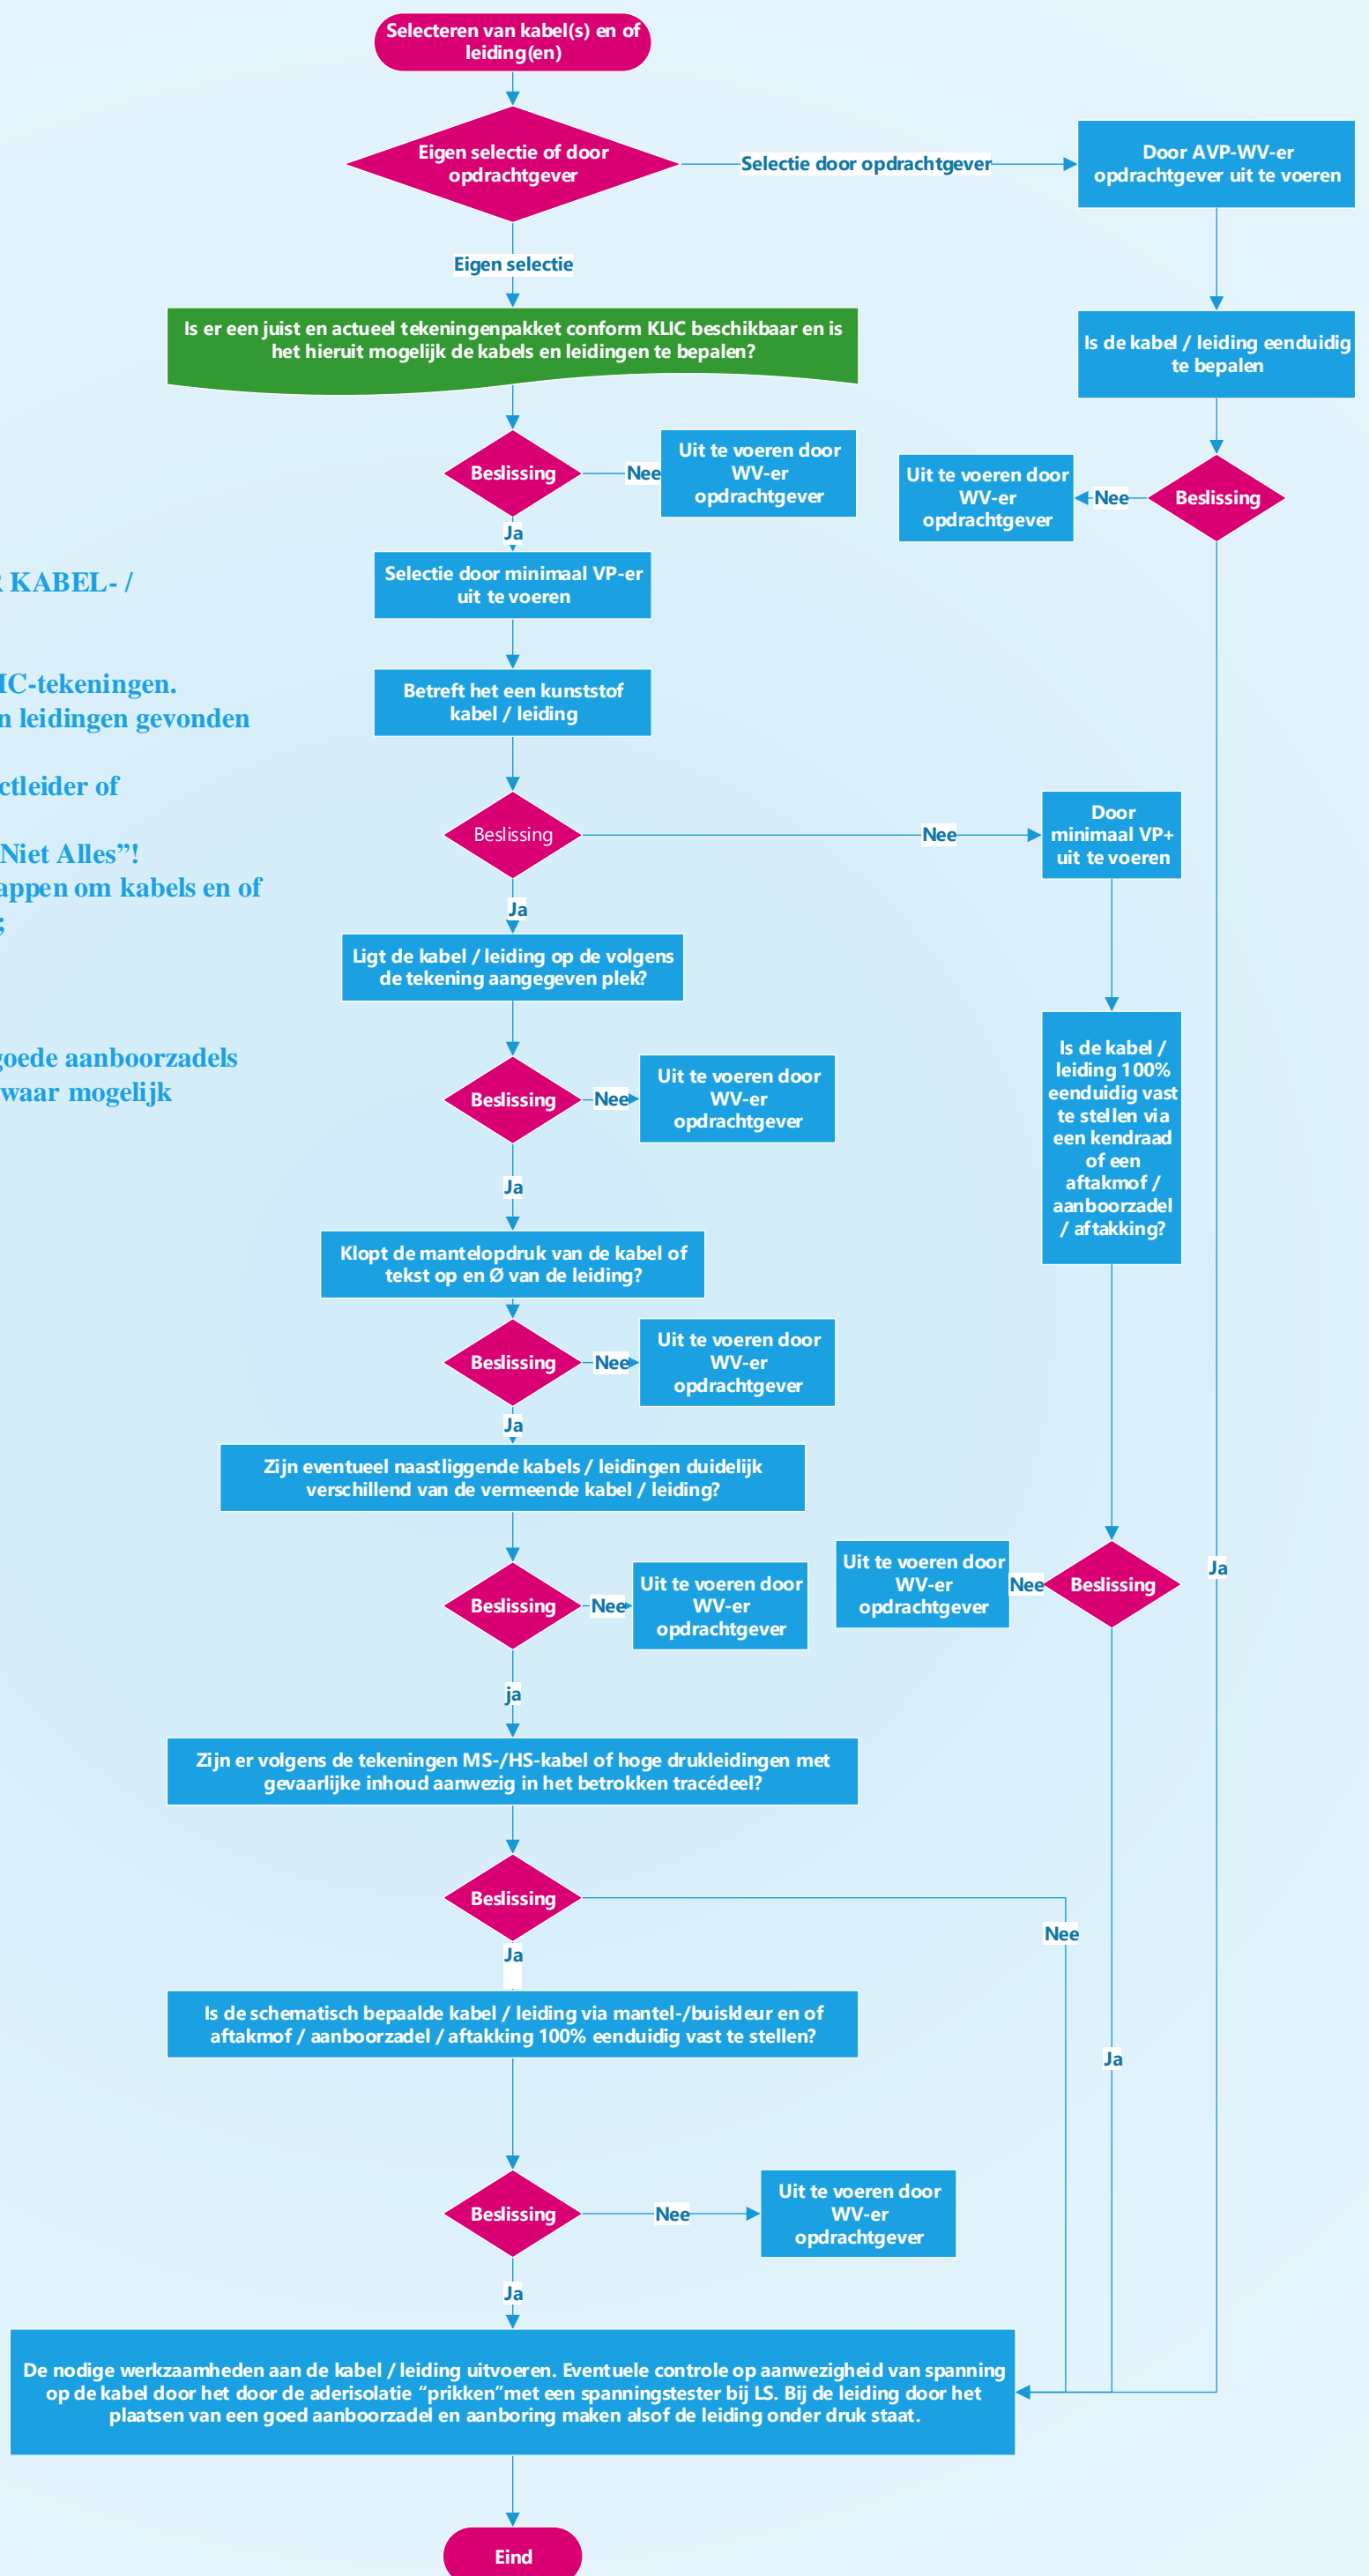 Selecteren van kabel(s) en of
leiding(en)
Eigen selectie of door
opdrachtgever
Selectie door opdrachtgever
Door AVP-WV-er
opdrachtgever uit te voeren
Eigen selectie
Is er een juist en actueel tekeningenpakket conform KLIC beschikbaar en is
het hieruit mogelijk de kabels en leidingen te bepalen?
Is de kabel / leiding eenduidig
te bepalen
Beslissing
Nee
Uit te voeren door
WV-er
opdrachtgever
Uit te voeren door
WV-er
opdrachtgever
Nee
Beslissing
Ja
Selectie door minimaal VP-er
uit te voeren
KABEL- /
Betreft het een kunststof
kabel / leiding
IC-tekeningen.
n leidingen gevonden
ctleider of
Niet Alles”!
appen om kabels en of
;
Beslissing
Nee
Door
minimaal VP+
uit te voeren
Ja
Ligt de kabel / leiding op de volgens
de tekening aangegeven plek?
goede aanboorzadels
waar mogelijk
Beslissing
Nee
Uit te voeren door
WV-er
opdrachtgever
Is de kabel /
leiding 100%
eenduidig vast
te stellen via
een kendraad
of een
aftakmof /
aanboorzadel
/ aftakking?
Ja
Klopt de mantelopdruk van de kabel of
tekst op en Ø van de leiding?
Beslissing
Nee
Uit te voeren door
WV-er
opdrachtgever
Ja
Zijn eventueel naastliggende kabels / leidingen duidelijk
verschillend van de vermeende kabel / leiding?
Beslissing
Nee
Uit te voeren door
WV-er
opdrachtgever
Uit te voeren door
WV-er
opdrachtgever
Nee
Beslissing
Ja
ja
Zijn er volgens de tekeningen MS-/HS-kabel of hoge drukleidingen met
gevaarlijke inhoud aanwezig in het betrokken tracédeel?
Beslissing
Nee
Ja
Is de schematisch bepaalde kabel / leiding via mantel-/buiskleur en of
aftakmof / aanboorzadel / aftakking 100% eenduidig vast te stellen?
Ja
Beslissing
Nee
Uit te voeren door
WV-er
opdrachtgever
Ja
De nodige werkzaamheden aan de kabel / leiding uitvoeren. Eventuele controle op aanwezigheid van spanning
op de kabel door het door de aderisolatie “prikken”met een spanningstester bij LS. Bij de leiding door het
plaatsen van een goed aanboorzadel en aanboring maken alsof de leiding onder druk staat.
Eind